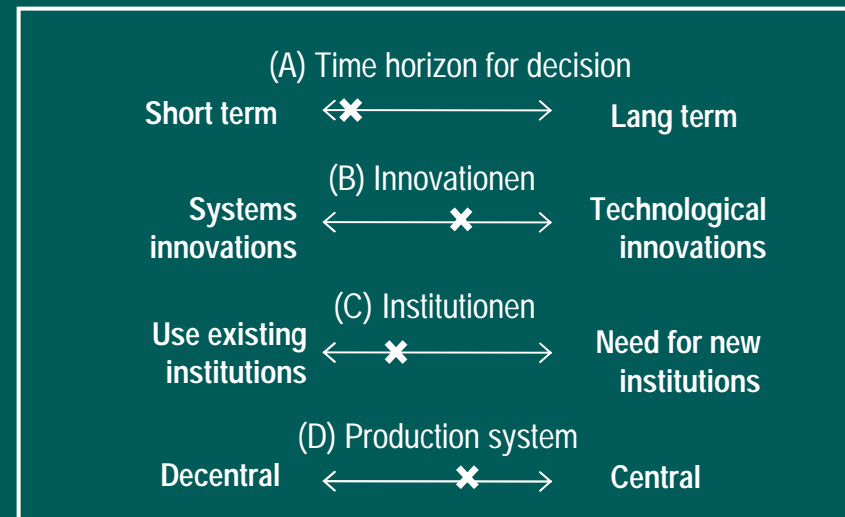 (A) Time horizon for decision
Short term
Lang term
(B) Innovationen
Systems
innovations
Technological
innovations
(C) Institutionen
Use existing
institutions
Need for new
institutions
(D) Production system
Decentral
Central